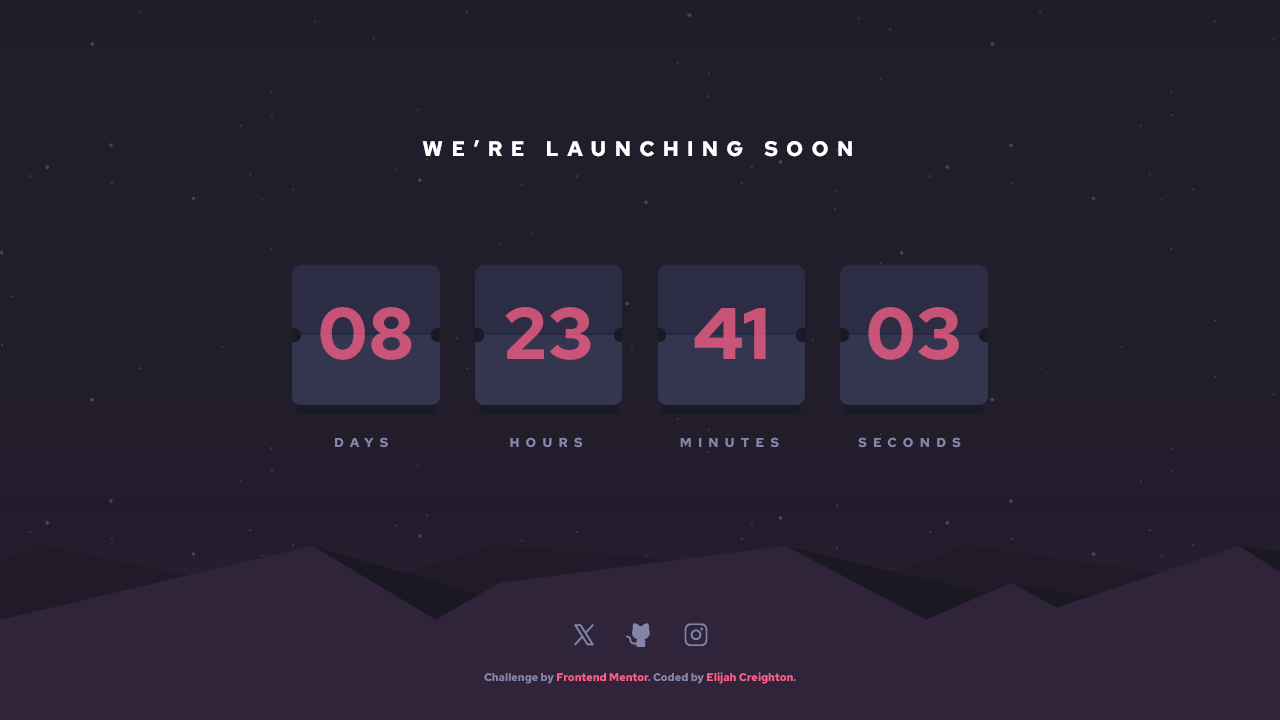 WE’RE LAUNCHING SOON
08 23 41 03
DAYS HOURS MINUTES SECONDS
Challenge by Frontend Mentor. Coded by Elijah Creighton.